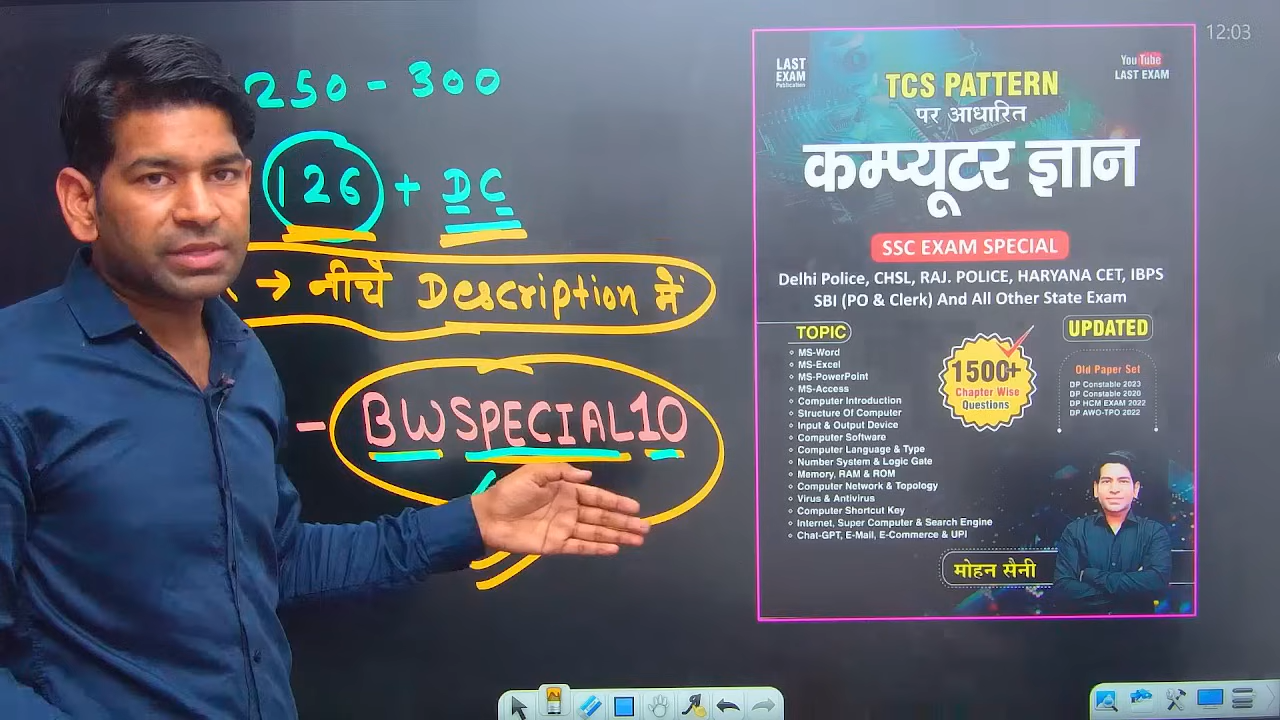 250 - 300
126 + DC
→ नीचे Description में
- BWSPECIAL10
12:03
LAST
EXAM
Publication
You Tube
LAST EXAM
TCS PATTERN
पर आधारित
कम्प्यूटर ज्ञान
SSC EXAM SPECIAL
Delhi Police, CHSL, RAJ. POLICE, HARYANA CET, IBPS
SBI (PO & Clerk) And All Other State Exam
TOPIC
MS-Word
MS-Excel
MS-PowerPoint
MS-Access
Computer Introduction
Structure Of Computer
Input & Output Device
Computer Software
Computer Language & Type
Number System & Logic Gate
Memory, RAM & ROM
Computer Network & Topology
Virus & Antivirus
Computer Shortcut Key
Internet, Super Computer & Search Engine
Chat-GPT, E-Mail, E-Commerce & UPI
1500+
Chapter Wise
Questions
UPDATED
Old Paper Set
DP Constable 2023
DP Constable 2020
DP HCM EXAM 2022
DP AWO-TPO 2022
मोहन सैनी